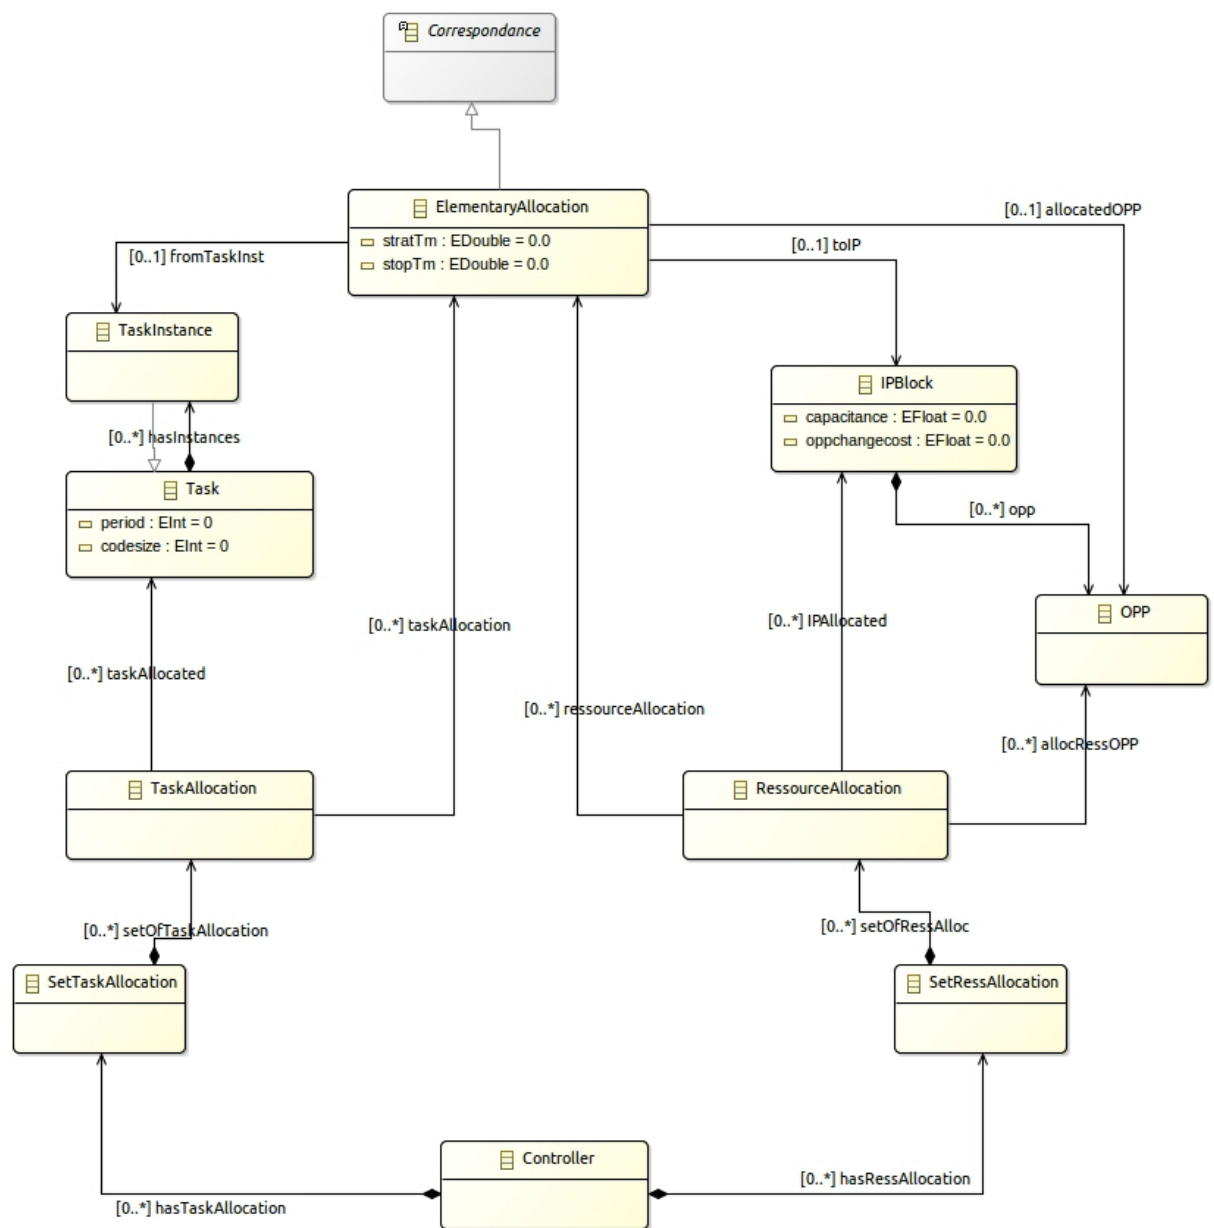 Correspondance
ElementaryAllocation
stratTm : EDouble = 0.0
stopTm : EDouble = 0.0
[0..1] allocatedOPP
[0..1] toIP
[0..1] fromTaskInst
TaskInstance
IPBlock
capacitance : EFloat = 0.0
oppchangecost : EFloat = 0.0
[0..*] hasInstances
Task
period : EInt = 0
codesize : EInt = 0
[0..*] opp
OPP
[0..*] taskAllocation
[0..*] IPAllocated
[0..*] taskAllocated
[0..*] ressourceAllocation
[0..*] allocRessOPP
TaskAllocation
RessourceAllocation
[0..*] setOfTaskAllocation
[0..*] setOfRessAlloc
SetTaskAllocation
SetRessAllocation
Controller
[0..*] hasRessAllocation
[0..*] hasTaskAllocation